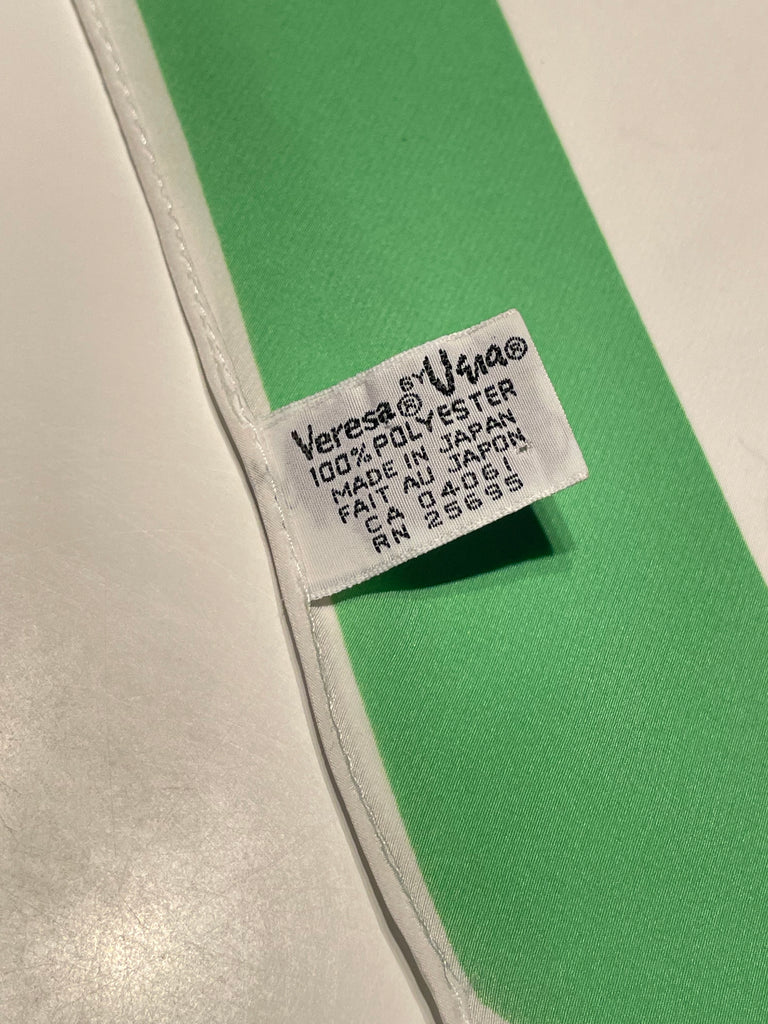 Veresa® BY Vera®
100% POLYESTER
MADE IN JAPAN
FAIT AU JAPON
CA 04061
RN 25695